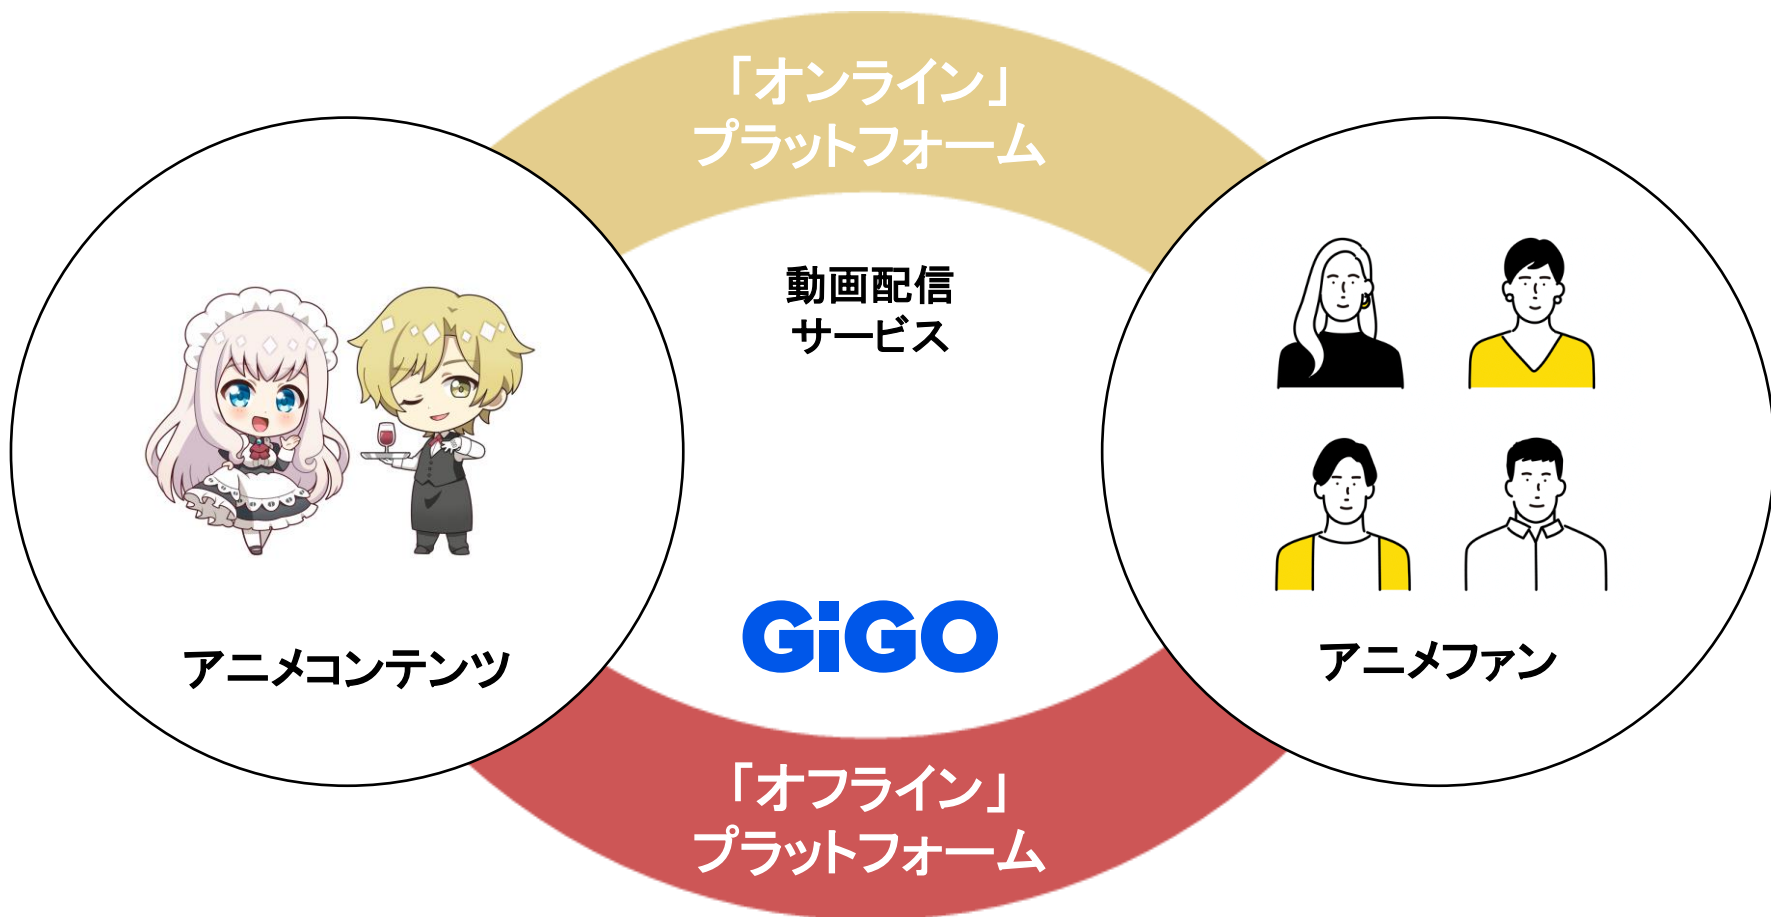 「オンライン」
プラットフォーム
動画配信
サービス
アニメコンテンツ
アニメファン
GiGO
「オフライン」
プラットフォーム